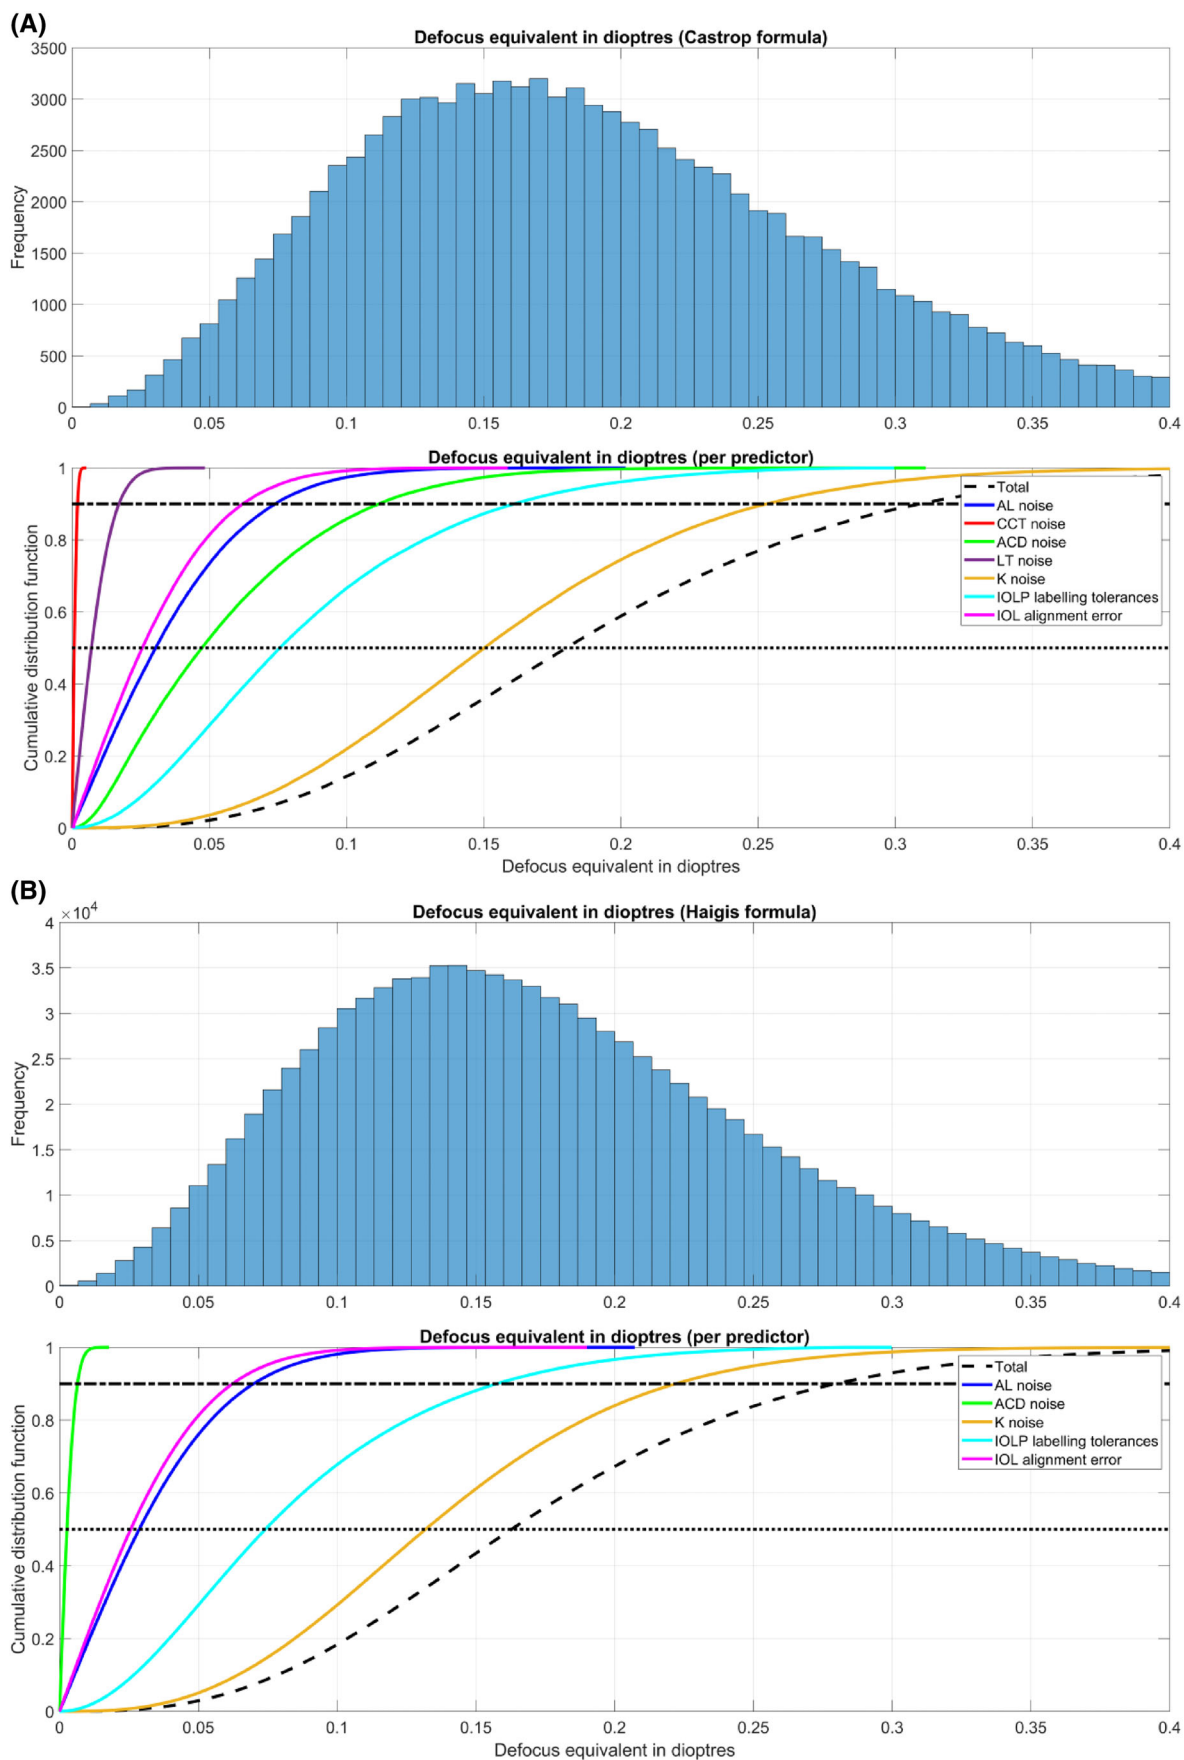 (A)
Defocus equivalent in dioptres (Castrop formula)
3500
3000
2500
2000
1500
1000
500
0
Frequency
0 0.05 0.1 0.15 0.2 0.25 0.3 0.35 0.4
Defocus equivalent in dioptres (per predictor)
1
0.8
0.6
0.4
0.2
0
Cumulative distribution function
Total
AL noise
CCT noise
ACD noise
LT noise
K noise
IOLP labelling tolerances
IOL alignment error
0 0.05 0.1 0.15 0.2 0.25 0.3 0.35 0.4
Defocus equivalent in dioptres
(B)
×10⁴
Defocus equivalent in dioptres (Haigis formula)
4
3.5
3
2.5
2
1.5
1
0.5
0
Frequency
0 0.05 0.1 0.15 0.2 0.25 0.3 0.35 0.4
Defocus equivalent in dioptres (per predictor)
1
0.8
0.6
0.4
0.2
0
Cumulative distribution function
Total
AL noise
ACD noise
K noise
IOLP labelling tolerances
IOL alignment error
0 0.05 0.1 0.15 0.2 0.25 0.3 0.35 0.4
Defocus equivalent in dioptres